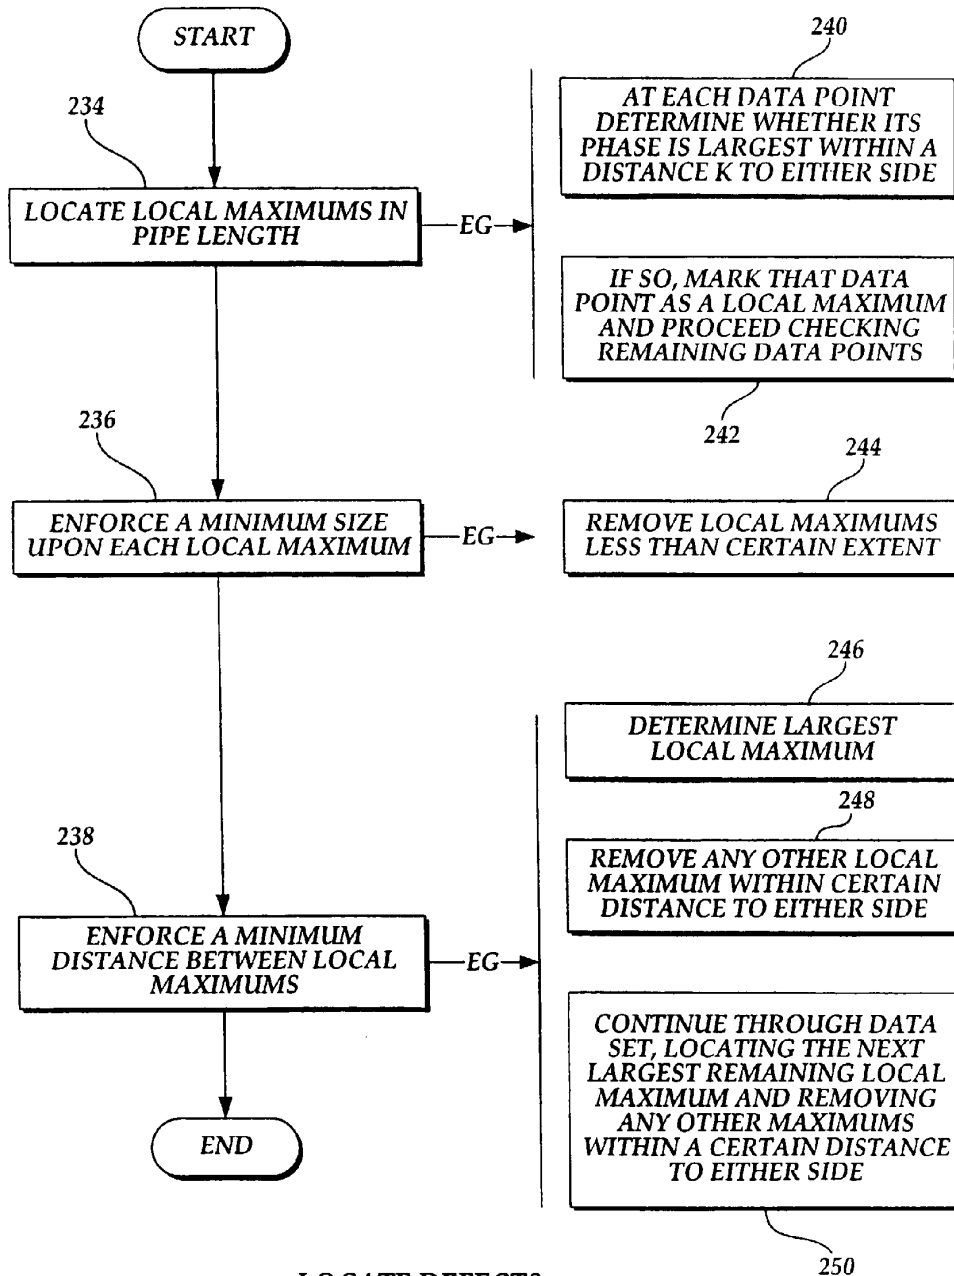 START
234
LOCATE LOCAL MAXIMUMS IN
PIPE LENGTH
EG
240
AT EACH DATA POINT
DETERMINE WHETHER ITS
PHASE IS LARGEST WITHIN A
DISTANCE K TO EITHER SIDE
IF SO, MARK THAT DATA
POINT AS A LOCAL MAXIMUM
AND PROCEED CHECKING
REMAINING DATA POINTS
242
236
ENFORCE A MINIMUM SIZE
UPON EACH LOCAL MAXIMUM
EG
244
REMOVE LOCAL MAXIMUMS
LESS THAN CERTAIN EXTENT
246
DETERMINE LARGEST
LOCAL MAXIMUM
248
REMOVE ANY OTHER LOCAL
MAXIMUM WITHIN CERTAIN
DISTANCE TO EITHER SIDE
238
ENFORCE A MINIMUM
DISTANCE BETWEEN LOCAL
MAXIMUMS
EG
CONTINUE THROUGH DATA
SET, LOCATING THE NEXT
LARGEST REMAINING LOCAL
MAXIMUM AND REMOVING
ANY OTHER MAXIMUMS
WITHIN A CERTAIN DISTANCE
TO EITHER SIDE
250
END
LOCATE DEFECTS